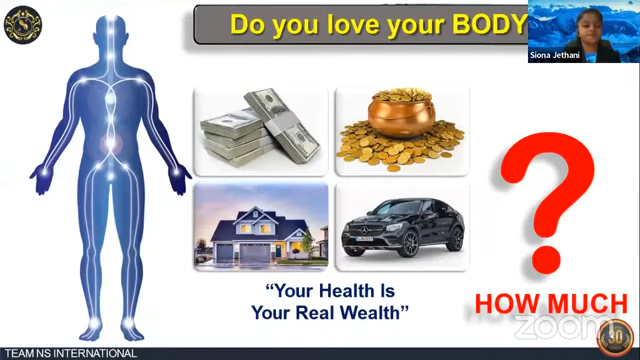 Do you love your BODY
Siona Jethani
“Your Health Is
Your Real Wealth”
HOW MUCH
zoom
TEAM NS INTERNATIONAL
30